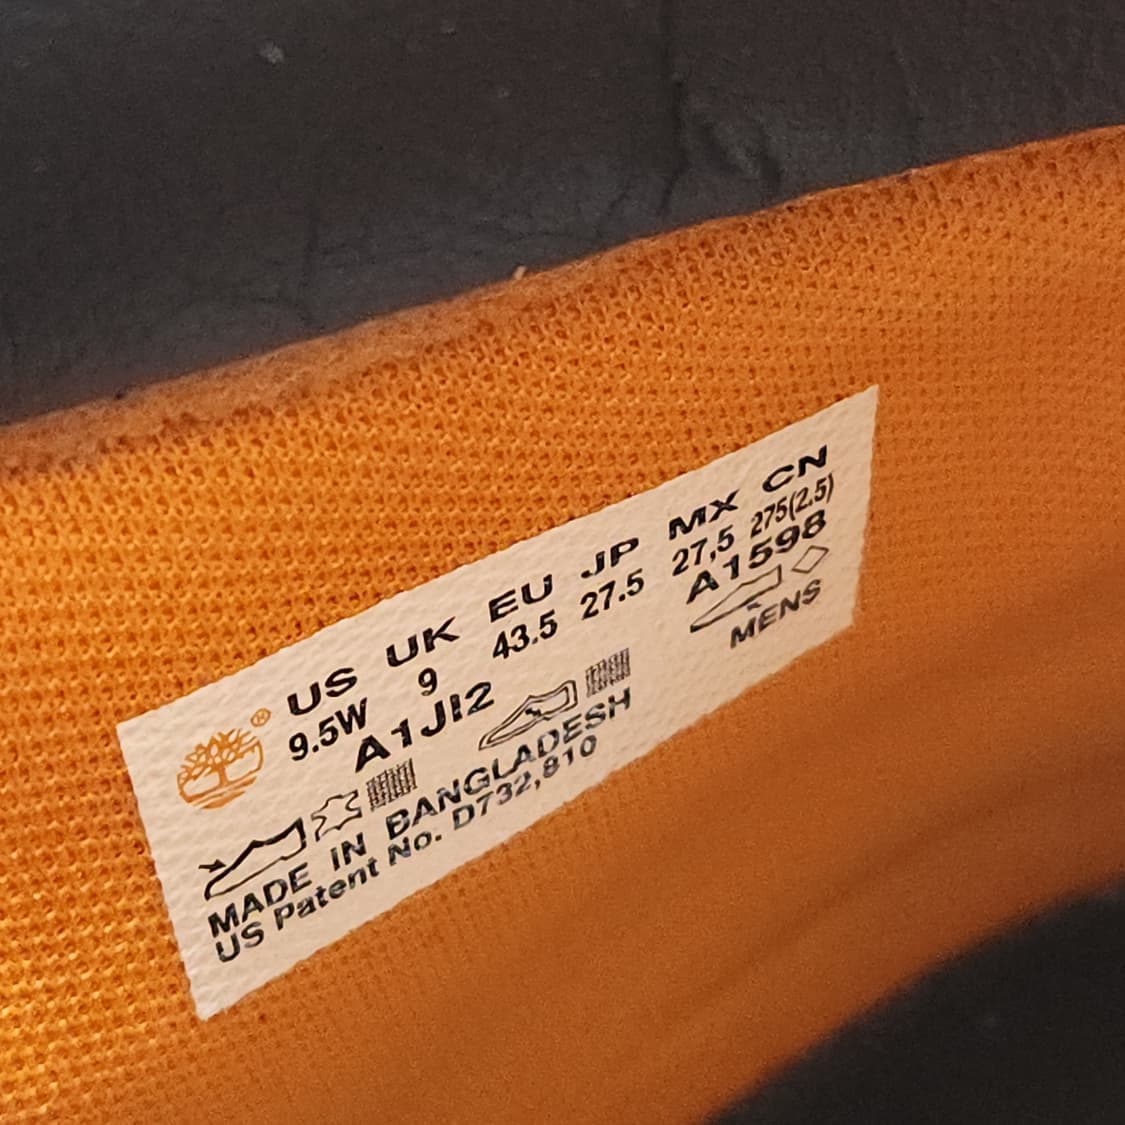 ® US UK EU JP MX CN
9.5W 9 43.5 27.5 27,5 275(2.5)
A1JI2 A1598
MENS
MADE IN BANGLADESH
US Patent No. D732,810